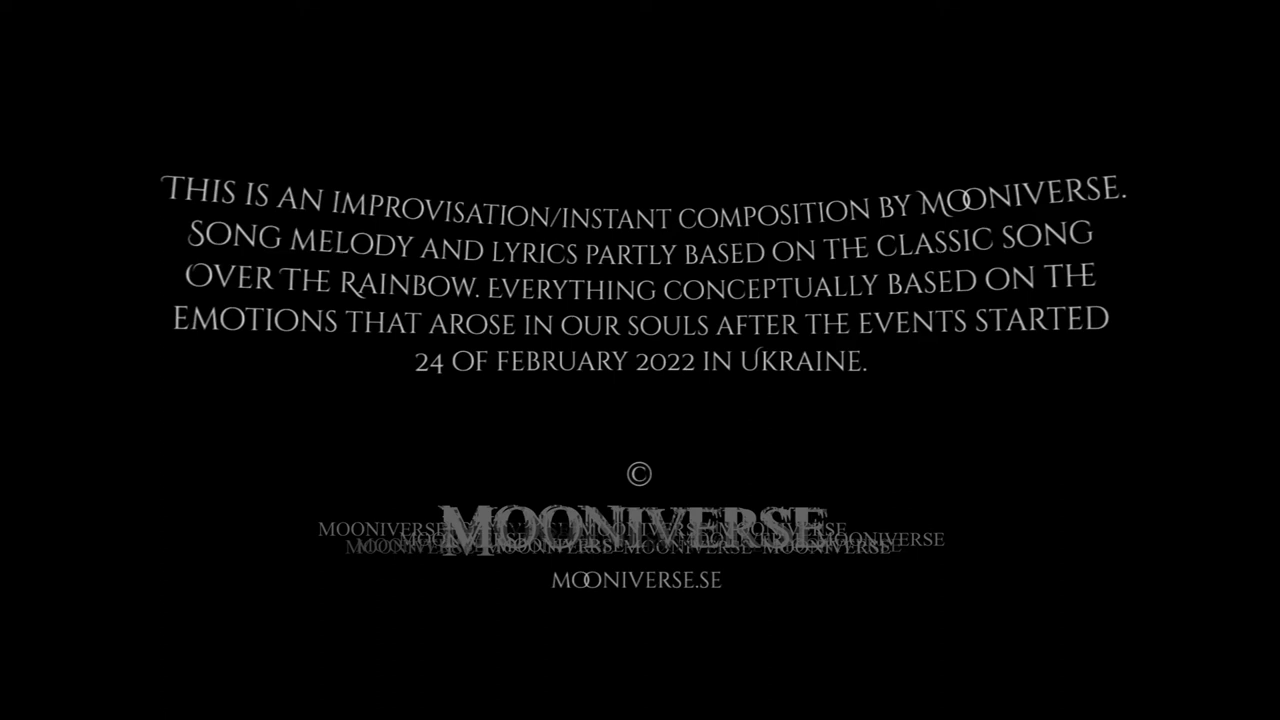 This is an improvisation/instant composition by Mooniverse.
Song melody and lyrics partly based on the classic song
Over The Rainbow. Everything conceptually based on the
emotions that arose in our souls after the events started
24 of february 2022 in Ukraine.
©
MOONIVERSE
MOONIVERSE.SE